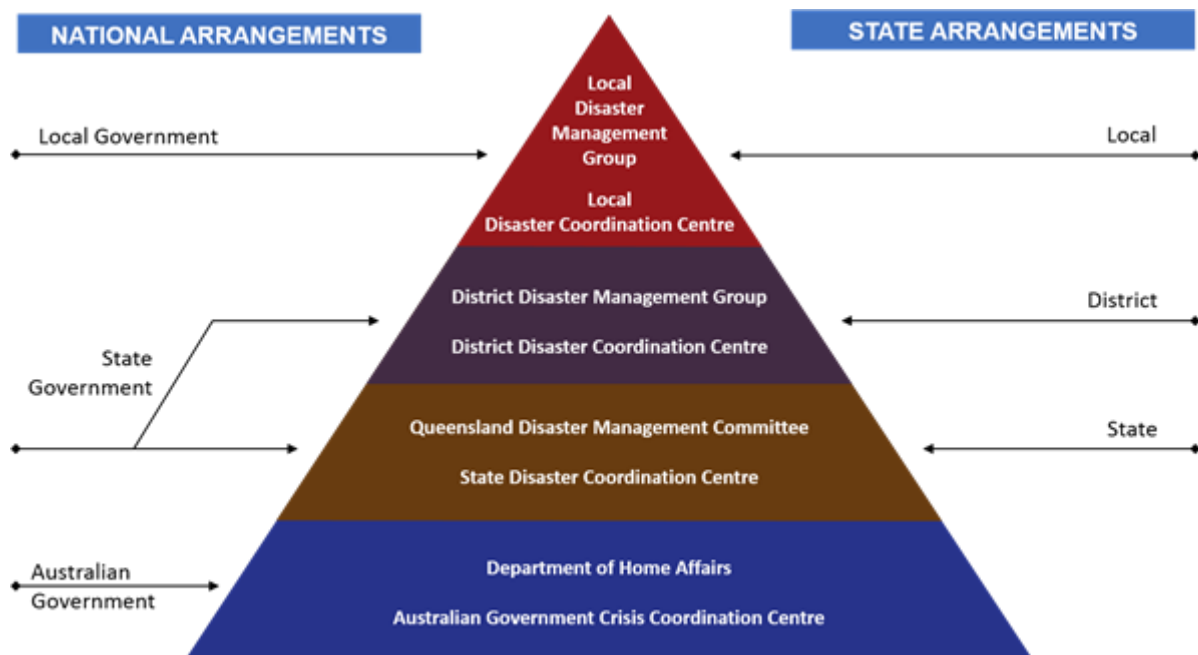 NATIONAL ARRANGEMENTS
STATE ARRANGEMENTS
Local
Disaster
Management
Group
Local
Disaster Coordination Centre
Local Government
Local
District Disaster Management Group
District Disaster Coordination Centre
District
State
Government
Queensland Disaster Management Committee
State Disaster Coordination Centre
State
Department of Home Affairs
Australian Government Crisis Coordination Centre
Australian
Government